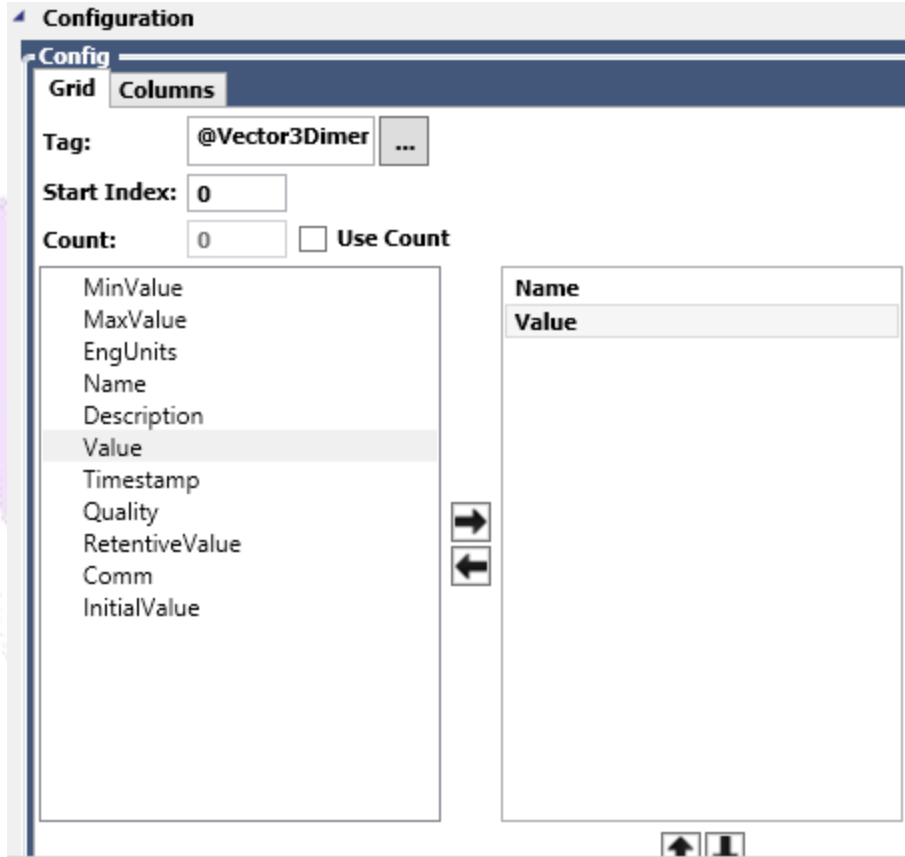 Configuration
Config
Grid Columns
Tag: @Vector3Dimer ...
Start Index: 0
Count: 0 Use Count
MinValue
MaxValue
EngUnits
Name
Description
Value
Timestamp
Quality
RetentiveValue
Comm
InitialValue
Name
Value